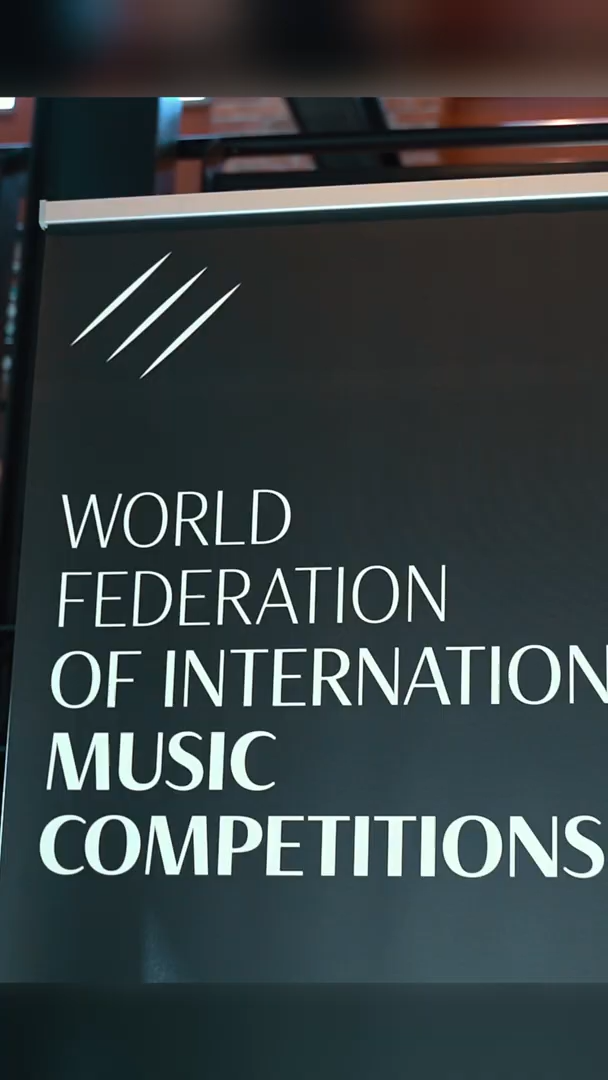 WORLD
FEDERATION
OF INTERNATION
MUSIC
COMPETITIONS